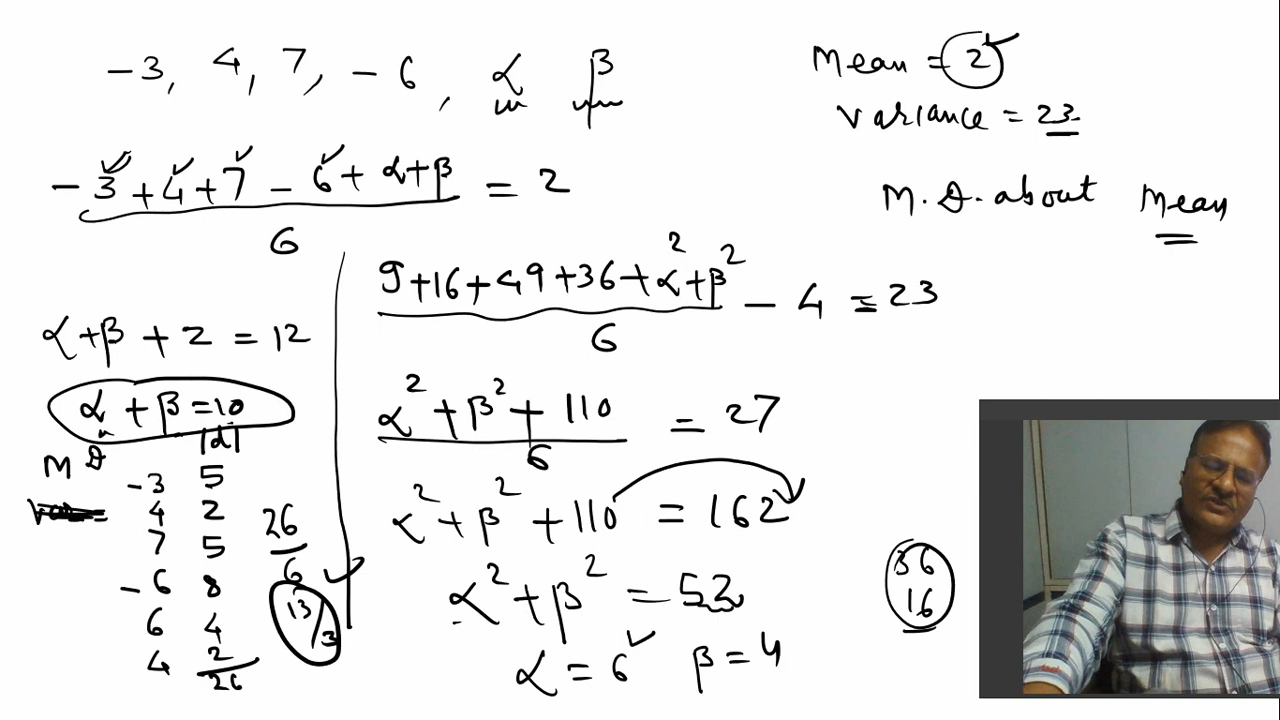 -3, 4, 7, -6, α β
Mean = 2
variance = 23
M.D. about Mean
-3+4+7-6+α+β = 2
6
9+16+49+36+α²+β² - 4 = 23
6
α+β+2 = 12
α+β=10
α²+β²+110 = 27
6
α²+β²+110 = 162
α²+β² = 52
α = 6 β = 4
MD |d|
-3 5
4 2
7 5
-6 8
6 4
4 2
26
26
6
13/3
36
16